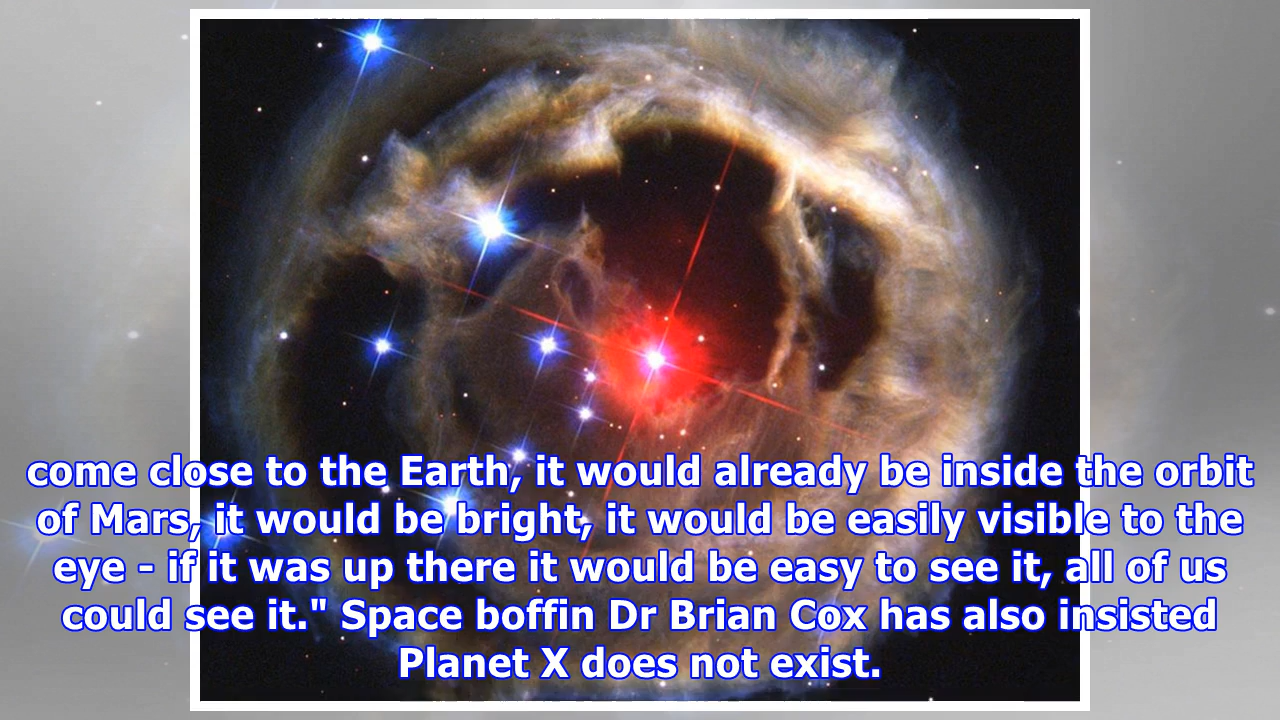 come close to the Earth, it would already be inside the orbit
of Mars, it would be bright, it would be easily visible to the
eye - if it was up there it would be easy to see it, all of us
could see it." Space boffin Dr Brian Cox has also insisted
Planet X does not exist.